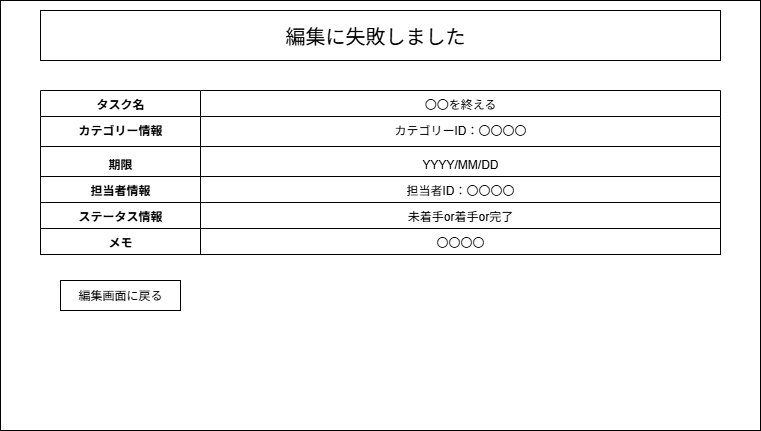 編集に失敗しました
タスク名 〇〇を終える
カテゴリー情報 カテゴリーID：〇〇〇〇
期限 YYYY/MM/DD
担当者情報 担当者ID：〇〇〇〇
ステータス情報 未着手or着手or完了
メモ 〇〇〇〇
編集画面に戻る